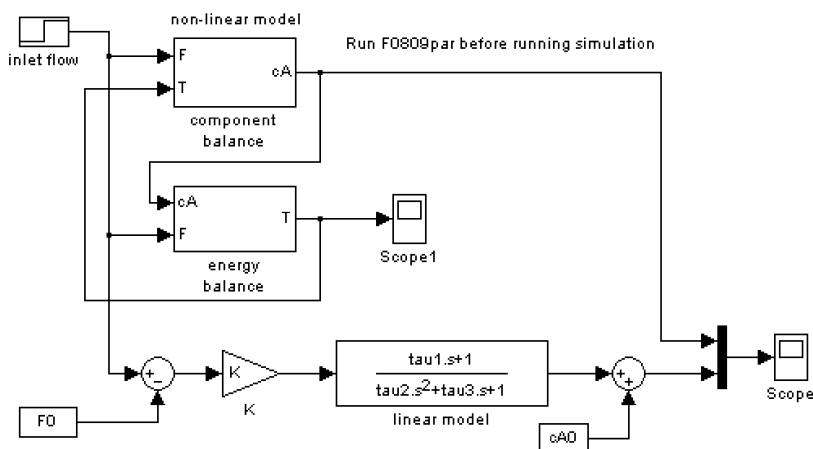 non-linear model
Run F0809par before running simulation
inlet flow
F
T
cA
component
balance
cA
F
T
Scope1
energy
balance
+
−
K
K
tau1.s+1
tau2.s²+tau3.s+1
linear model
+
+
Scope
F0
cA0